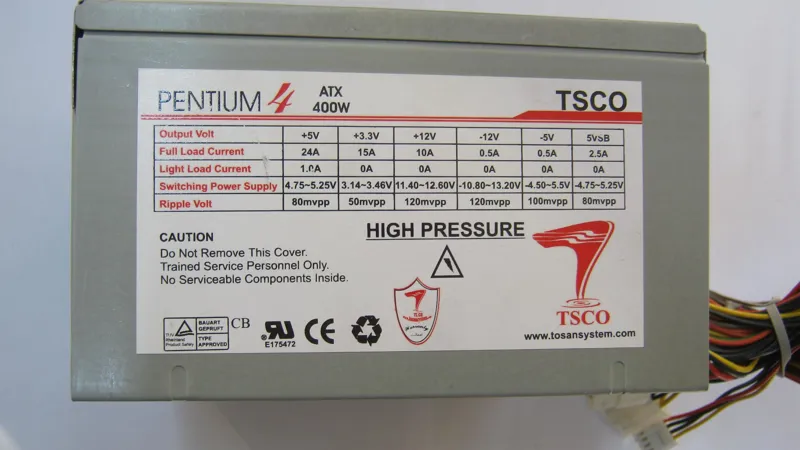 PENTIUM 4 ATX 400W TSCO
Output Volt +5V +3.3V +12V -12V -5V 5VSB
Full Load Current 24A 15A 10A 0.5A 0.5A 2.5A
Light Load Current 1.0A 0A 0A 0A 0A 0A
Switching Power Supply 4.75~5.25V 3.14~3.46V 11.40~12.60V -10.80~13.20V -4.50~5.5V -4.75~5.25V
Ripple Volt 80mvpp 50mvpp 120mvpp 120mvpp 100mvpp 80mvpp
HIGH PRESSURE
CAUTION
Do Not Remove This Cover.
Trained Service Personnel Only.
No Serviceable Components Inside.
TSCO
www.tosansystem.com
TÜV
Rheinland
Product Safety
BAUART
GEPRUFT
TYPE
APPROVED
CB
E175472
CE